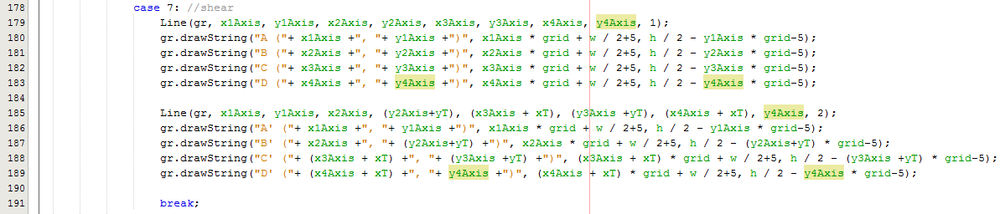 178 case 7: //shear
179 Line(gr, x1Axis, y1Axis, x2Axis, y2Axis, x3Axis, y3Axis, x4Axis, y4Axis, 1);
180 gr.drawString("A ("+ x1Axis +", "+ y1Axis +")", x1Axis * grid + w / 2+5, h / 2 - y1Axis * grid-5);
181 gr.drawString("B ("+ x2Axis +", "+ y2Axis +")", x2Axis * grid + w / 2+5, h / 2 - y2Axis * grid-5);
182 gr.drawString("C ("+ x3Axis +", "+ y3Axis +")", x3Axis * grid + w / 2+5, h / 2 - y3Axis * grid-5);
183 gr.drawString("D ("+ x4Axis +", "+ y4Axis +")", x4Axis * grid + w / 2+5, h / 2 - y4Axis * grid-5);
184
185 Line(gr, x1Axis, y1Axis, x2Axis, (y2Axis+yT), (x3Axis + xT), (y3Axis +yT), (x4Axis + xT), y4Axis, 2);
186 gr.drawString("A' ("+ x1Axis +", "+ y1Axis +")", x1Axis * grid + w / 2+5, h / 2 - y1Axis * grid-5);
187 gr.drawString("B' ("+ x2Axis +", "+ (y2Axis+yT) +")", x2Axis * grid + w / 2+5, h / 2 - (y2Axis+yT) * grid-5);
188 gr.drawString("C' ("+ (x3Axis + xT) +", "+ (y3Axis +yT) +")", (x3Axis + xT) * grid + w / 2+5, h / 2 - (y3Axis +yT) * grid-5);
189 gr.drawString("D' ("+ (x4Axis + xT) +", "+ y4Axis +")", (x4Axis + xT) * grid + w / 2+5, h / 2 - y4Axis * grid-5);
190
191 break;